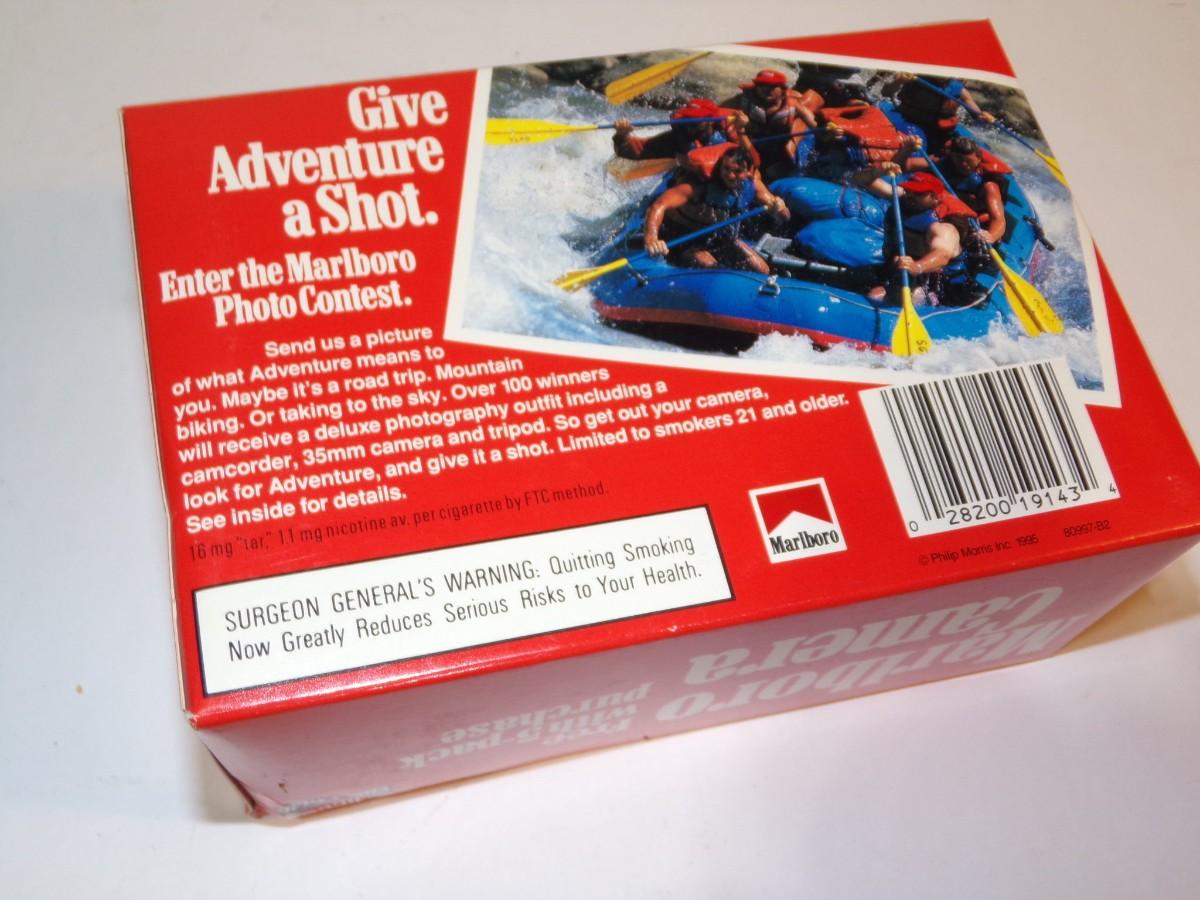 Give
Adventure
a Shot.
Enter the Marlboro
Photo Contest.
Send us a picture
of what Adventure means to
you. Maybe it's a road trip. Mountain
biking. Or taking to the sky. Over 100 winners
will receive a deluxe photography outfit including a
camcorder, 35mm camera and tripod. So get out your camera,
look for Adventure, and give it a shot. Limited to smokers 21 and older.
See inside for details.
16 mg "tar," 1.1 mg nicotine av. per cigarette by FTC method.
SURGEON GENERAL'S WARNING: Quitting Smoking
Now Greatly Reduces Serious Risks to Your Health.
Marlboro
0 28200 19143 4
© Philip Morris Inc. 1995 80997-B2
Marlboro
Camera
Free 5-pack
with
purchase